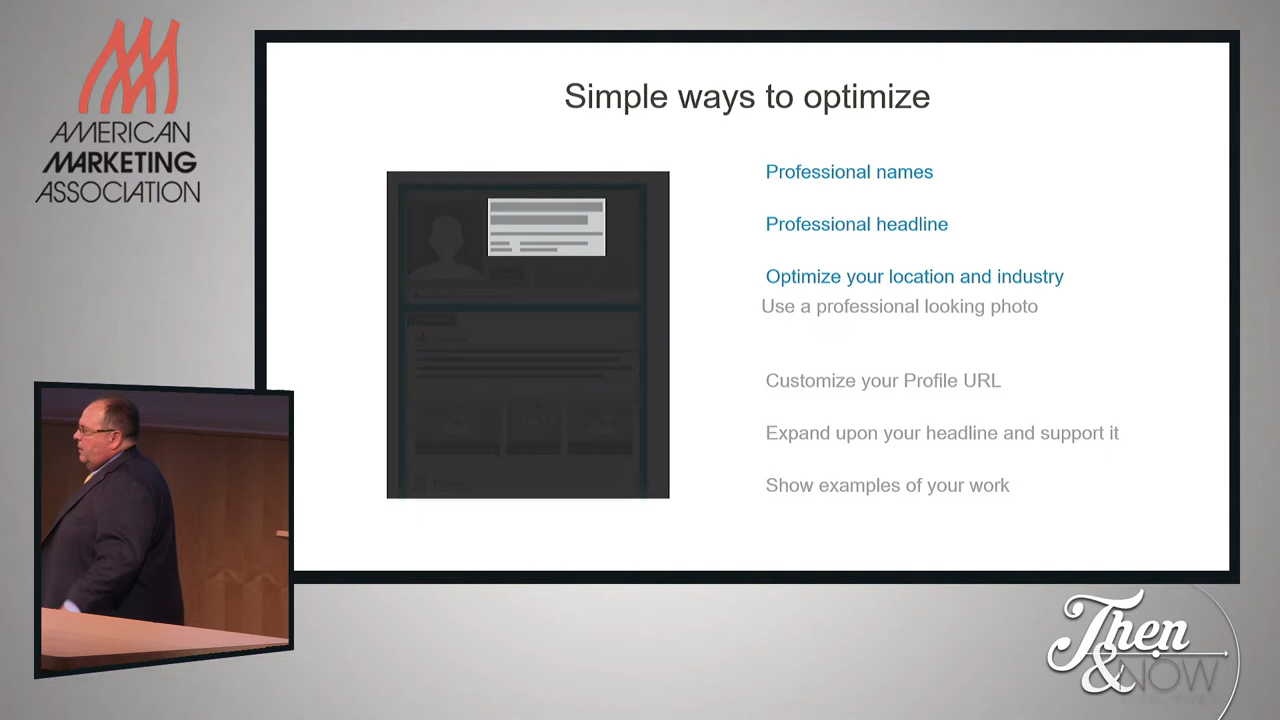 AMERICAN
MARKETING
ASSOCIATION
Simple ways to optimize
Professional names
Professional headline
Optimize your location and industry
Use a professional looking photo
Customize your Profile URL
Expand upon your headline and support it
Show examples of your work
Then
& NOW